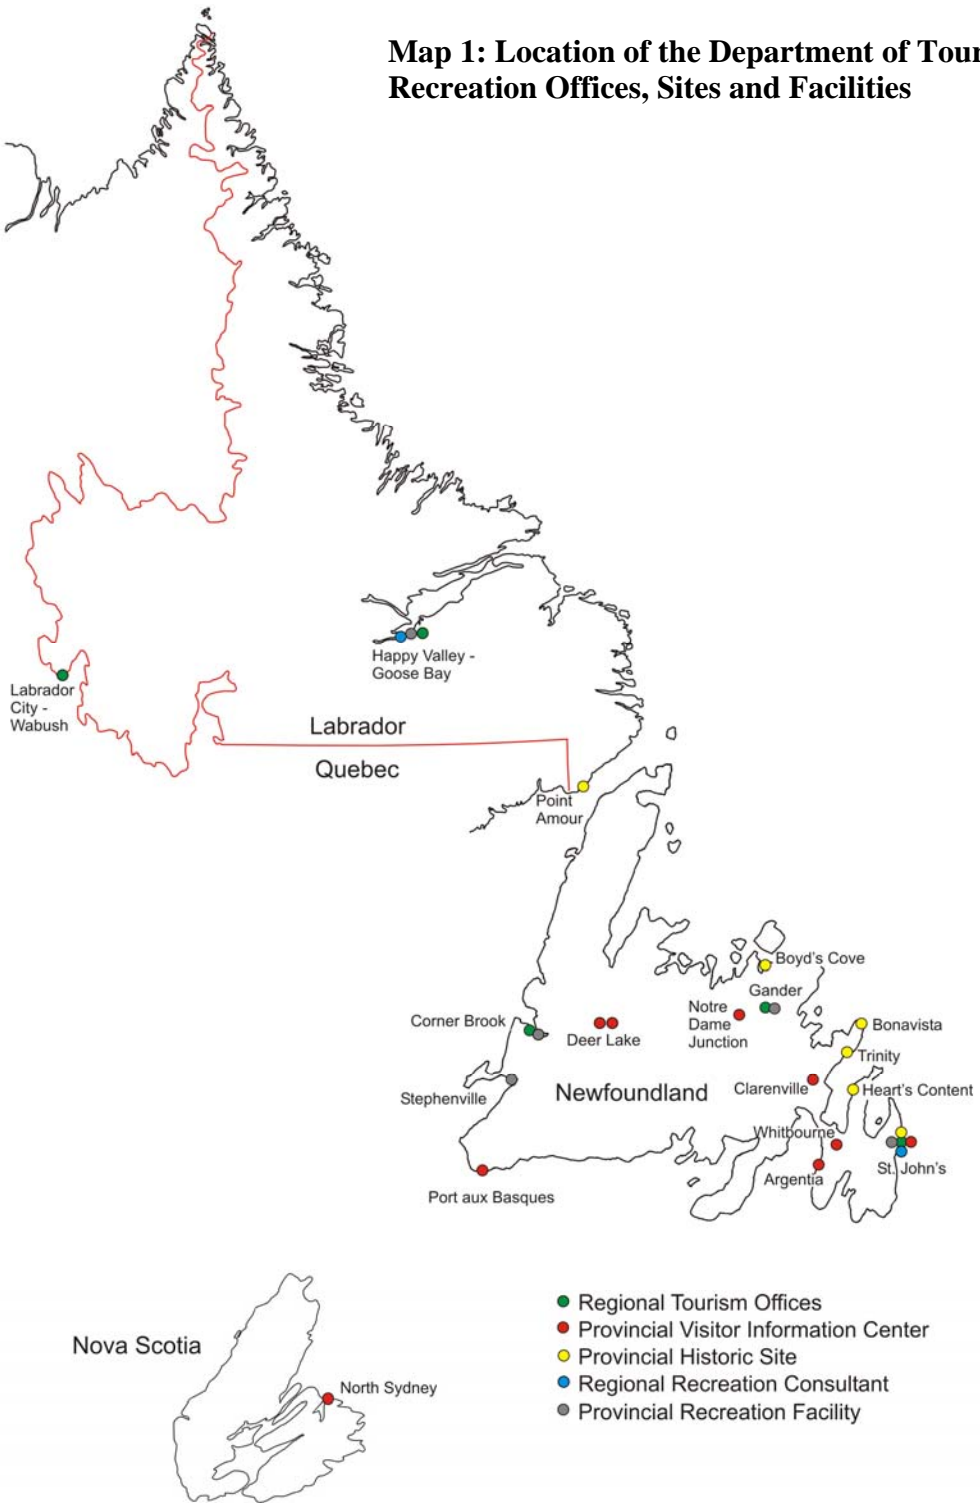 Map 1: Location of the Department of Tour
Recreation Offices, Sites and Facilities
Happy Valley -
Goose Bay
Labrador
City -
Wabush
Labrador
Quebec
Point
Amour
Boyd's Cove
Gander
Notre
Dame
Junction
Corner Brook
Deer Lake
Bonavista
Trinity
Stephenville
Newfoundland
Clarenville
Heart's Content
Whitbourne
St. John's
Argentia
Port aux Basques
Nova Scotia
North Sydney
Regional Tourism Offices
Provincial Visitor Information Center
Provincial Historic Site
Regional Recreation Consultant
Provincial Recreation Facility